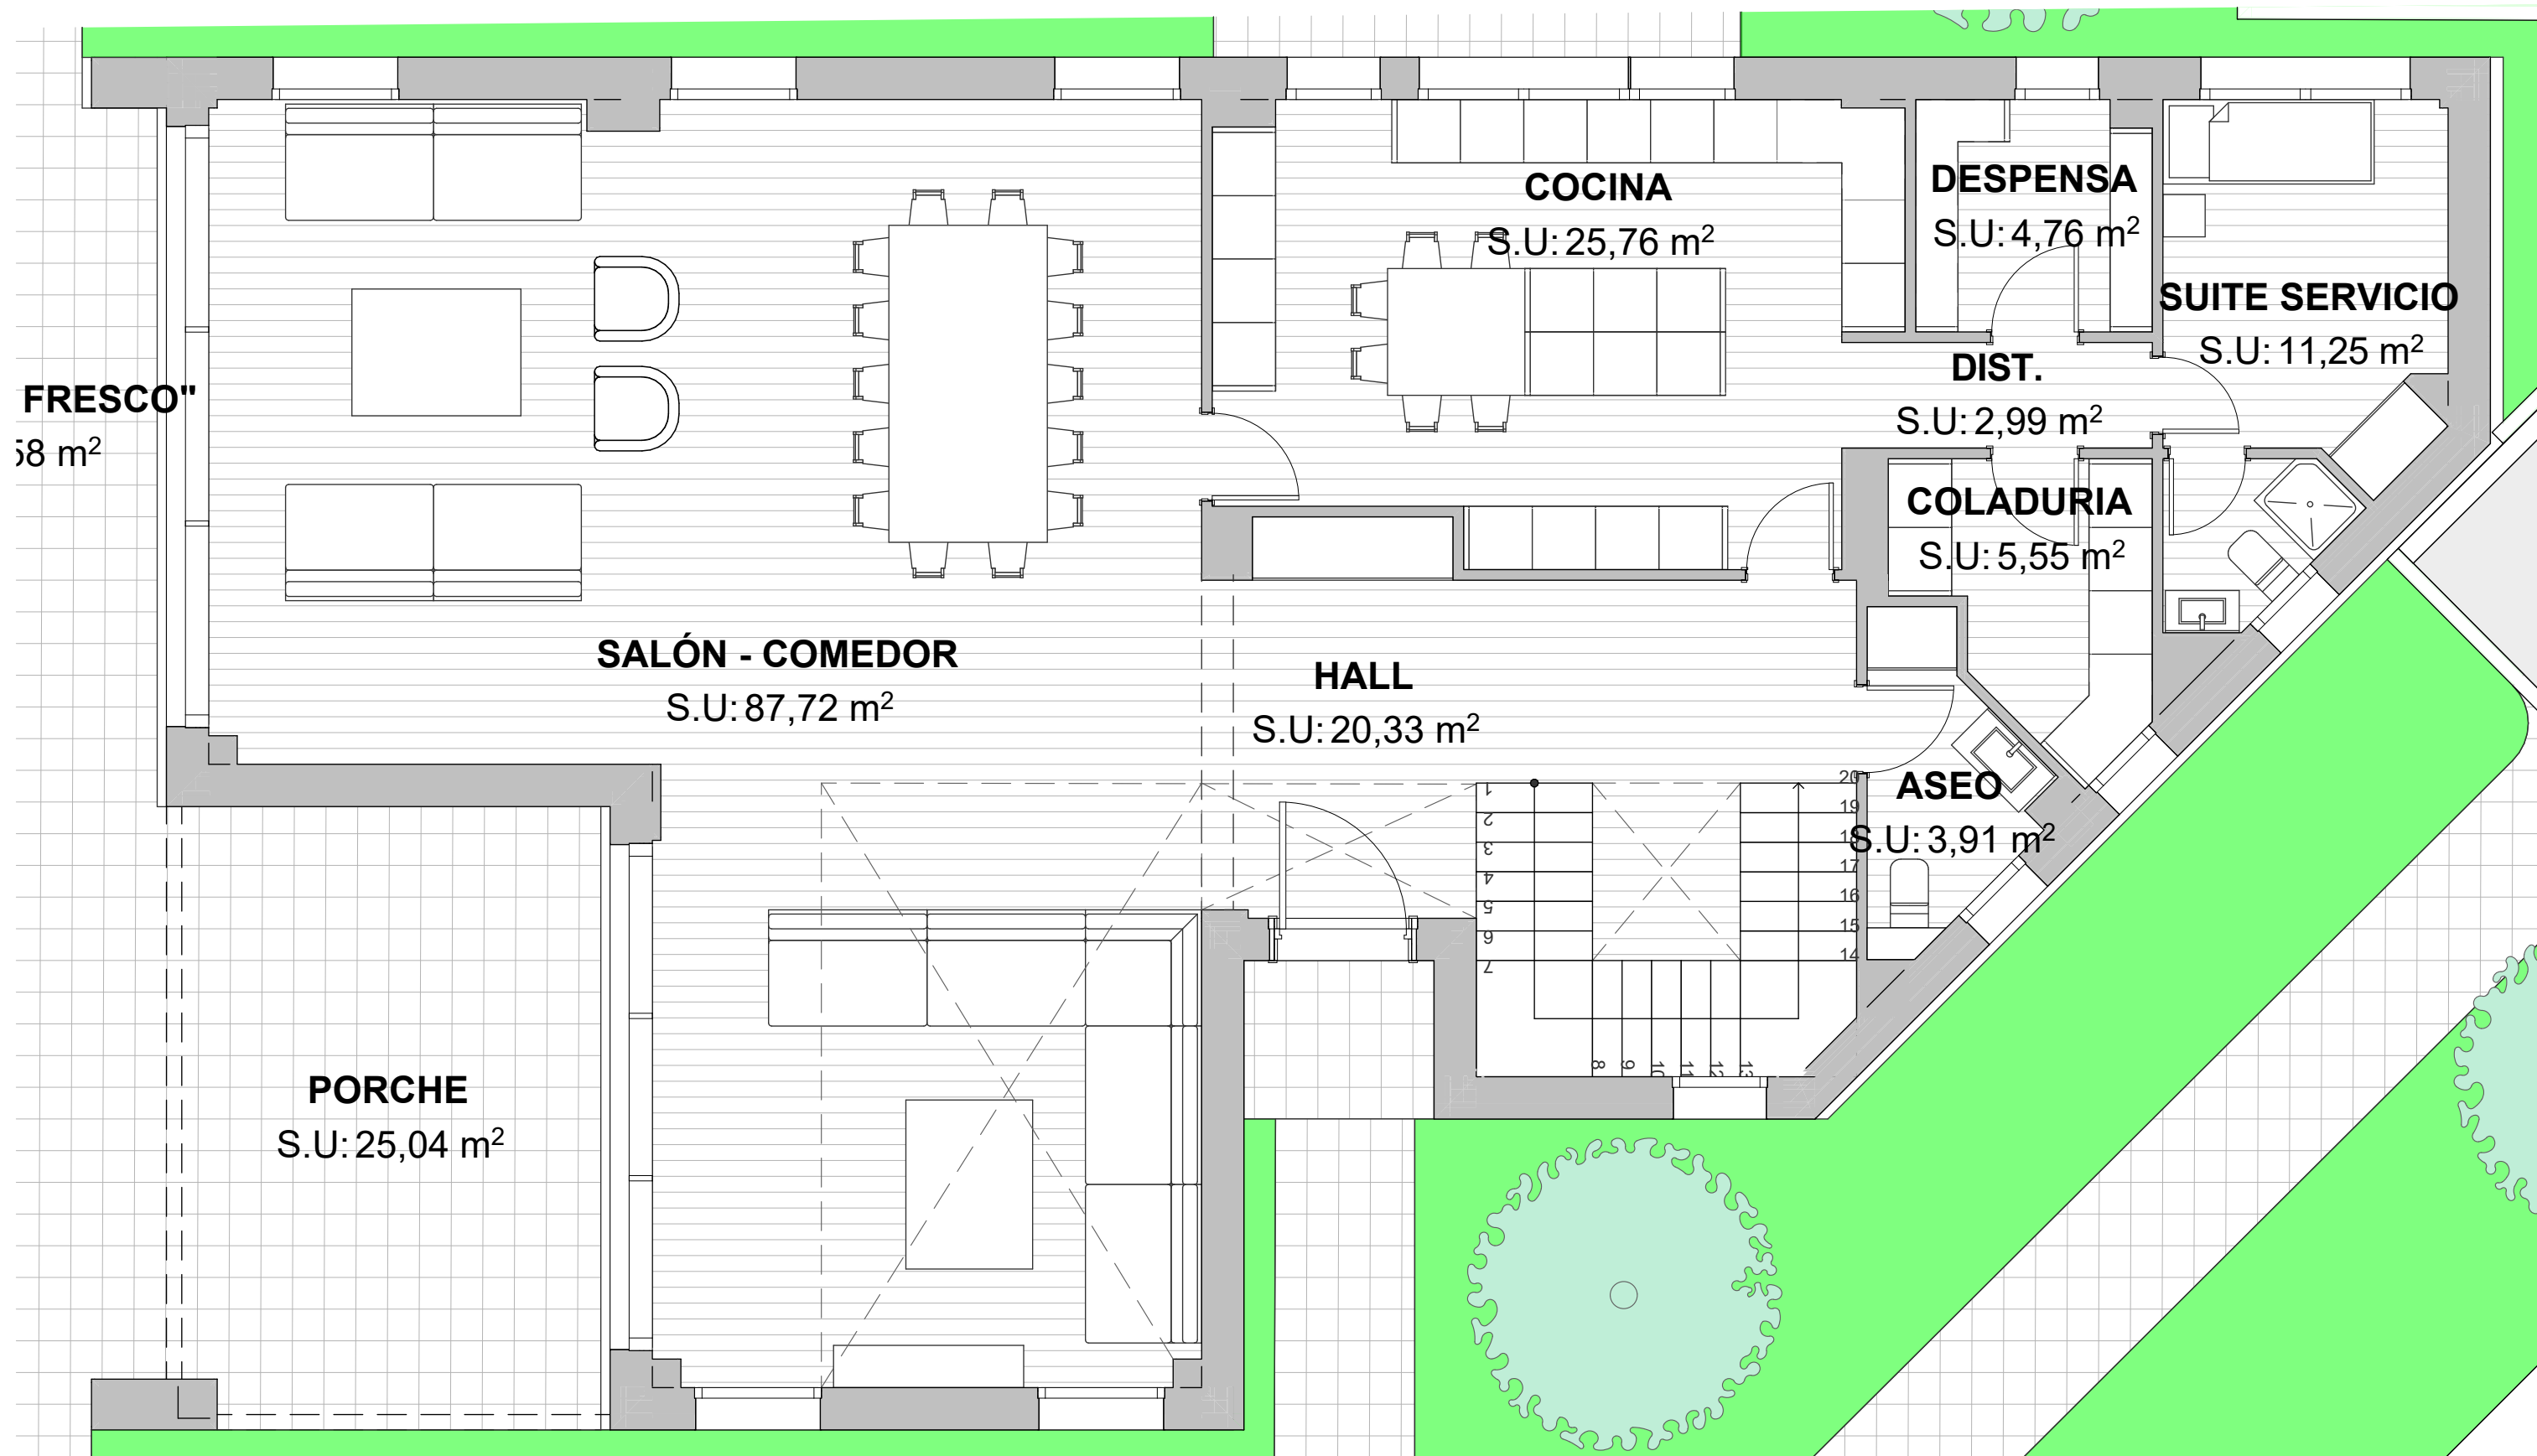 COCINA
S.U: 25,76 m²
DESPENSA
S.U: 4,76 m²
SUITE SERVICIO
S.U: 11,25 m²
DIST.
S.U: 2,99 m²
FRESCO"
58 m²
COLADURIA
S.U: 5,55 m²
SALÓN - COMEDOR
S.U: 87,72 m²
HALL
S.U: 20,33 m²
ASEO
S.U: 3,91 m²
1
2
3
4
5
6
7
8
9
10
11
12
13
14
15
16
17
18
19
20
PORCHE
S.U: 25,04 m²